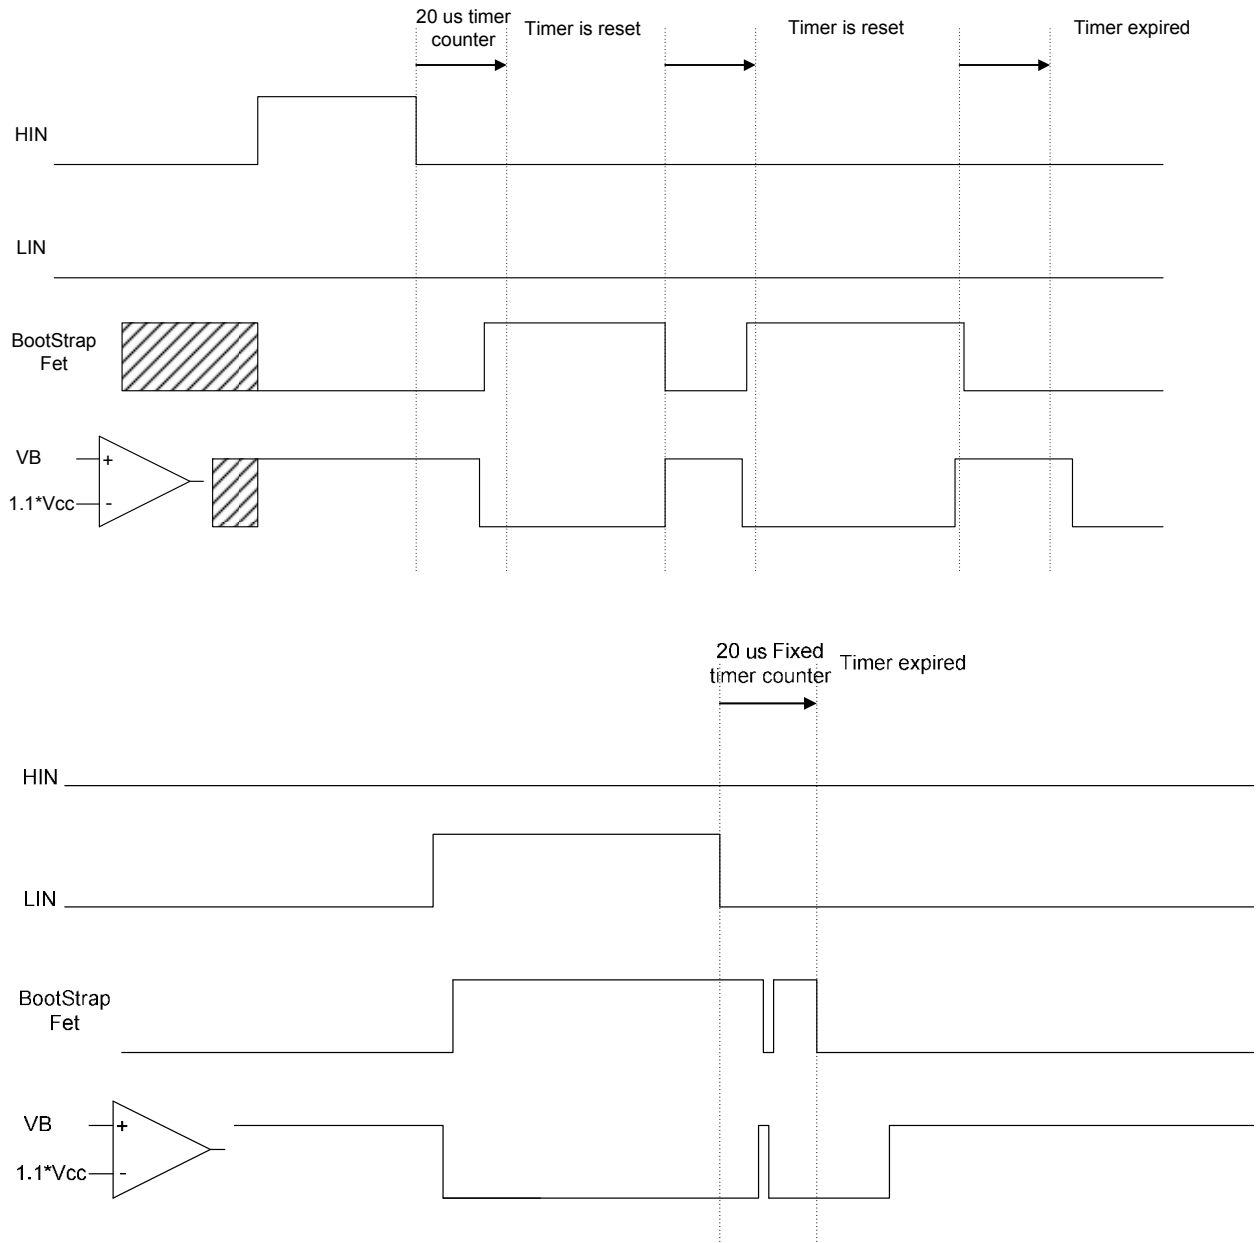 20 us timer
counter
Timer is reset
Timer is reset
Timer expired
HIN
LIN
BootStrap
Fet
VB
+
1.1*Vcc
-
20 us Fixed
timer counter
Timer expired
HIN
LIN
BootStrap
Fet
VB
+
1.1*Vcc
-